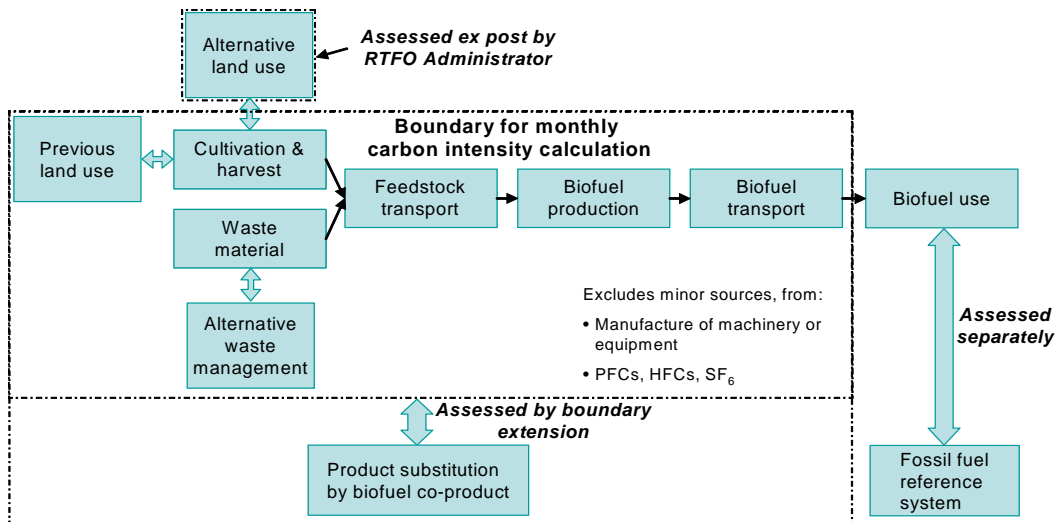 Alternative
land use
Assessed ex post by
RTFO Administrator
Boundary for monthly
carbon intensity calculation
Previous
land use
Cultivation &
harvest
Waste
material
Alternative
waste
management
Feedstock
transport
Biofuel
production
Biofuel
transport
Biofuel use
Excludes minor sources, from:
• Manufacture of machinery or
equipment
• PFCs, HFCs, SF6
Assessed
separately
Assessed by boundary
extension
Product substitution
by biofuel co-product
Fossil fuel
reference
system